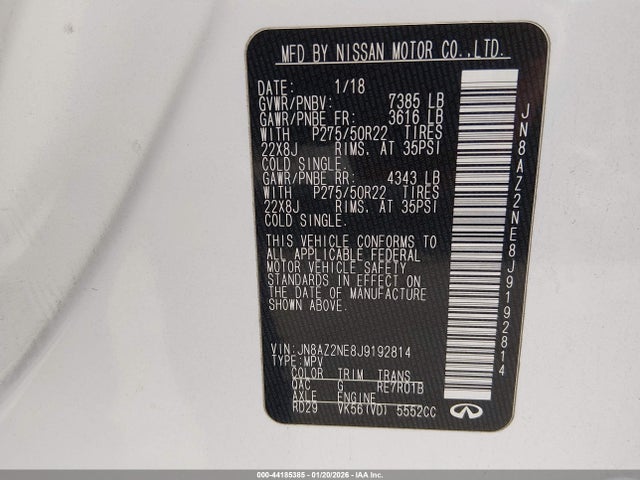 MFD BY NISSAN MOTOR CO.,LTD.
DATE: 1/18
GVWR/PNBV: 7385 LB
GAWR/PNBE FR: 3616 LB
WITH P275/50R22 TIRES
22X8J RIMS. AT 35PSI
COLD SINGLE.
GAWR/PNBE RR: 4343 LB
WITH P275/50R22 TIRES
22X8J RIMS. AT 35PSI
COLD SINGLE.
THIS VEHICLE CONFORMS TO
ALL APPLICABLE FEDERAL
MOTOR VEHICLE SAFETY
STANDARDS IN EFFECT ON
THE DATE OF MANUFACTURE
SHOWN ABOVE.
VIN:JN8AZ2NE8J9192814
TYPE:MPV
COLOR TRIM TRANS
QAC G RE7R01B
AXLE ENGINE
RD29 VK56(VD) 5552CC
JN8AZ2NE8J9192814
INFINITI
000-44185385 - 01/20/2026 - IAA Inc.